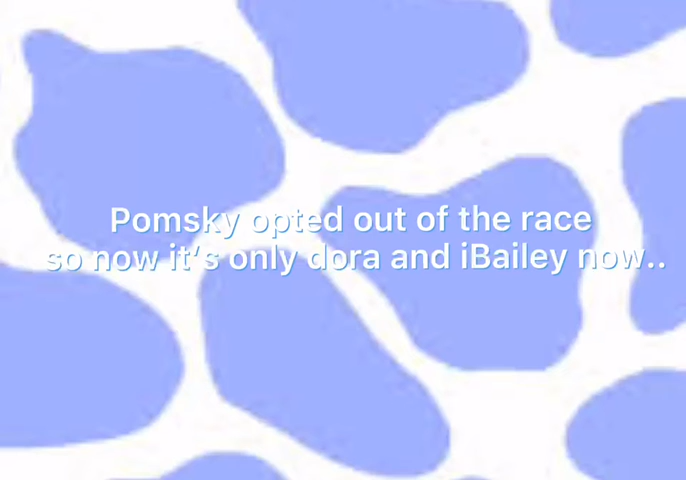 Pomsky opted out of the race
so now it's only dora and iBailey now..